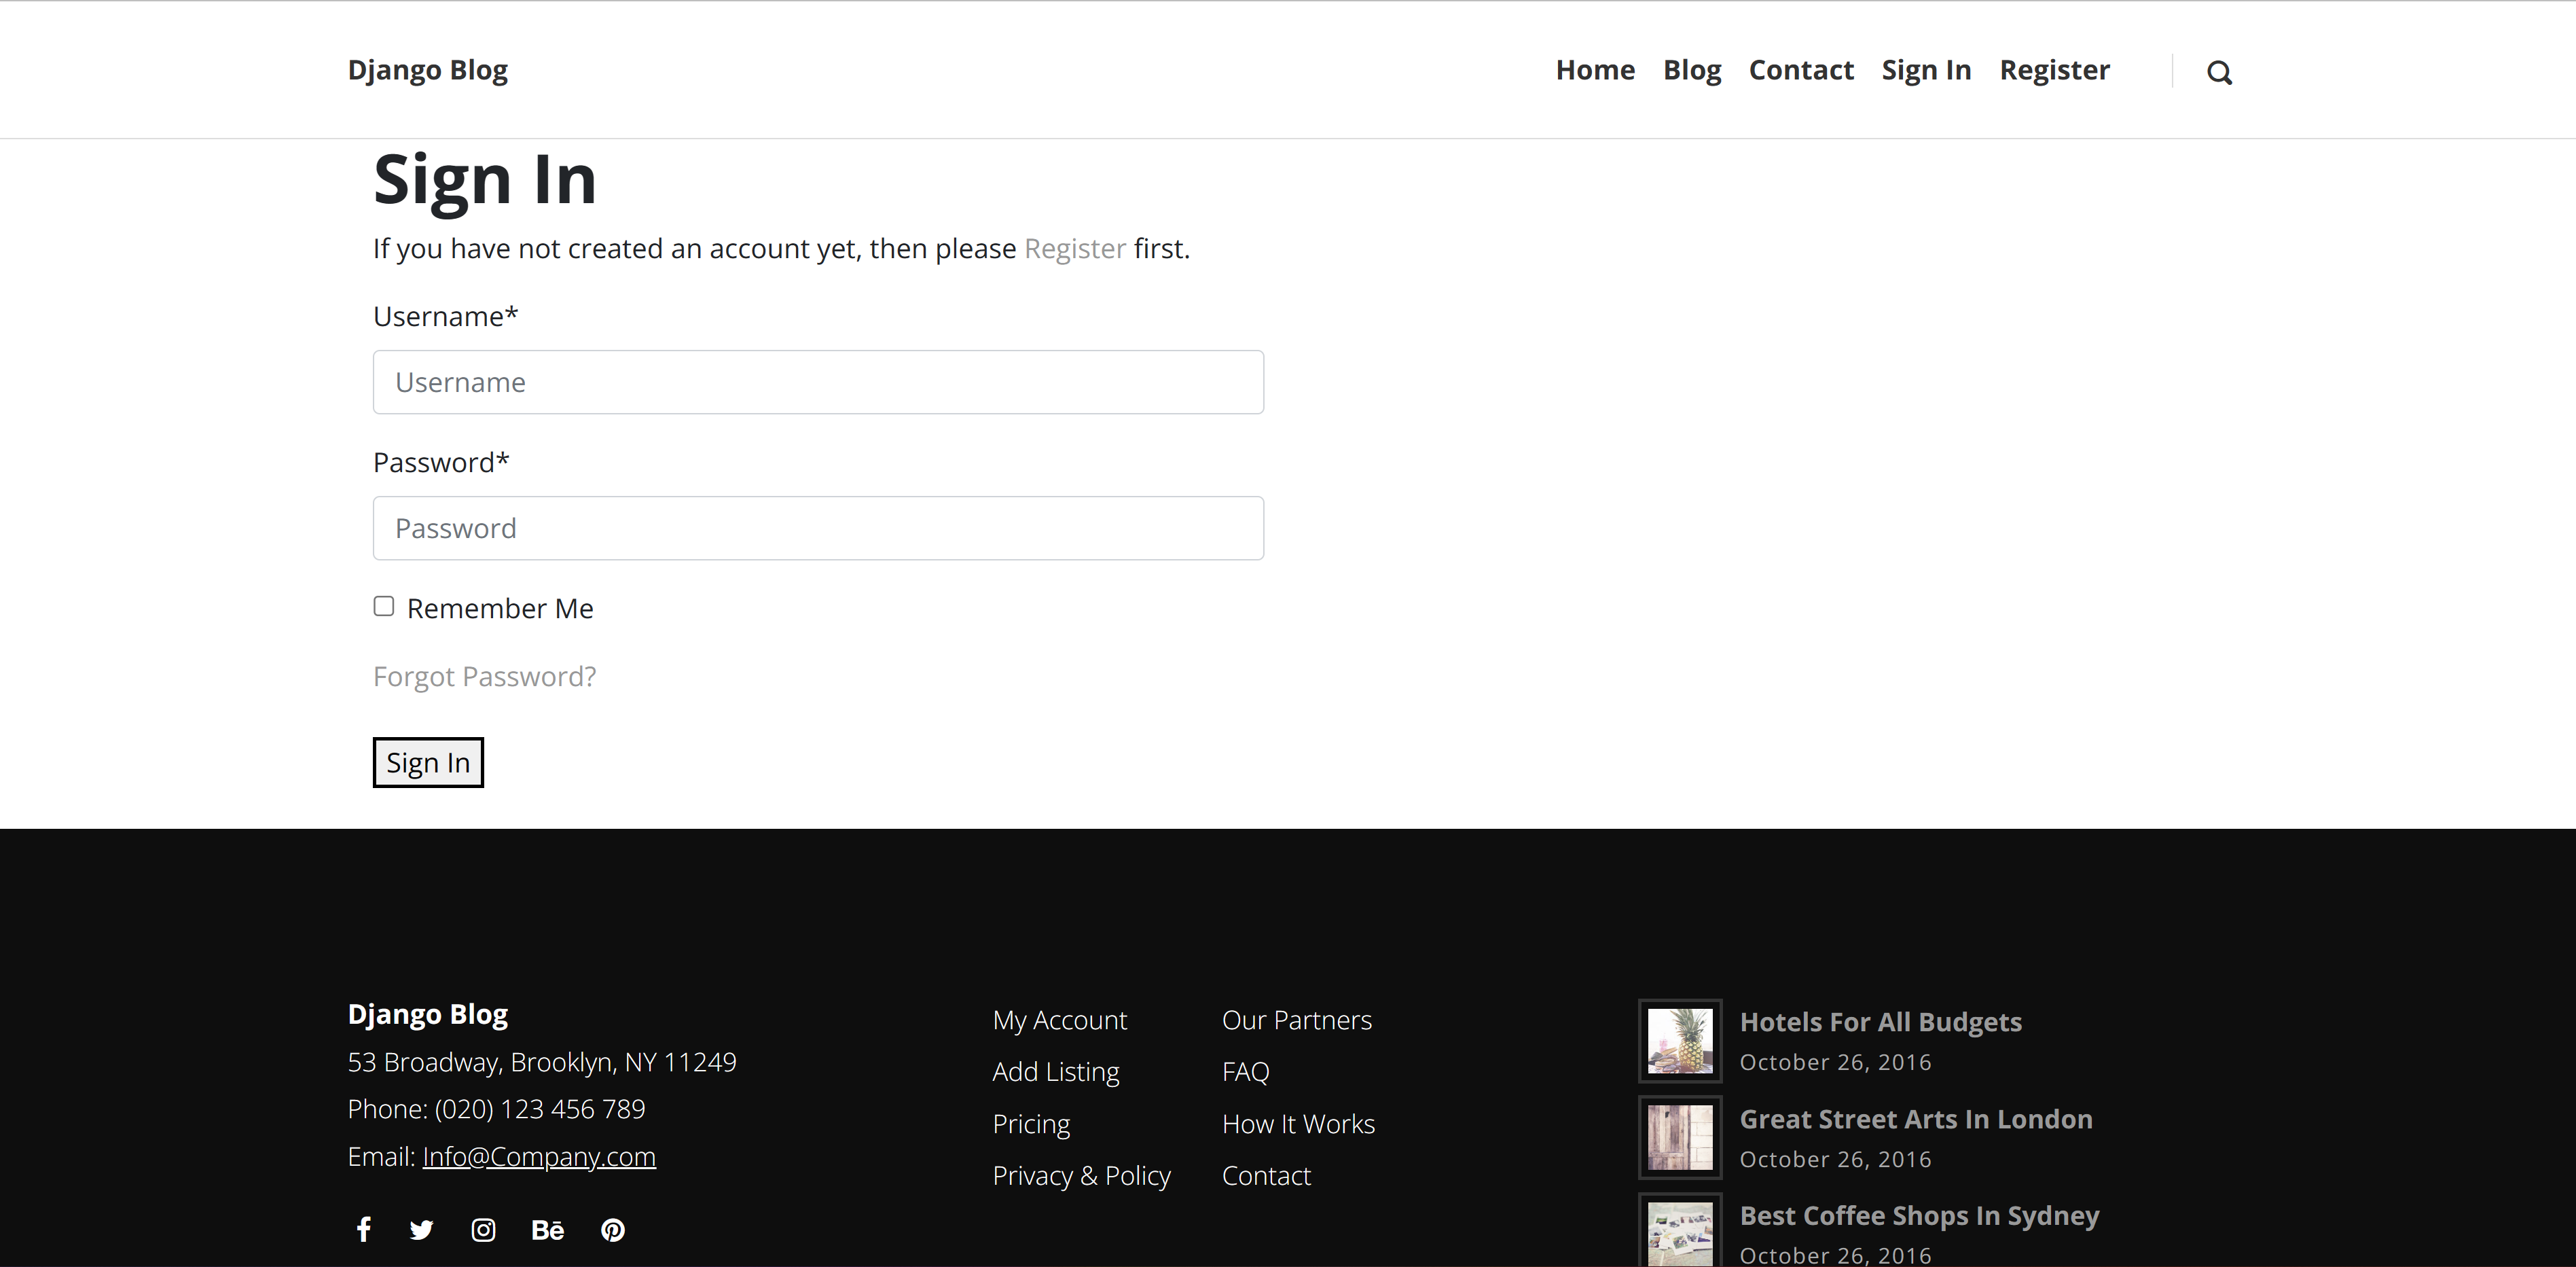 Django Blog
Home Blog Contact Sign In Register
Sign In
If you have not created an account yet, then please Register first.
Username*
Username
Password*
Password
Remember Me
Forgot Password?
Sign In
Django Blog
53 Broadway, Brooklyn, NY 11249
Phone: (020) 123 456 789
Email: Info@Company.com
Bē
My Account
Add Listing
Pricing
Privacy & Policy
Our Partners
FAQ
How It Works
Contact
Hotels For All Budgets
October 26, 2016
Great Street Arts In London
October 26, 2016
Best Coffee Shops In Sydney
October 26, 2016